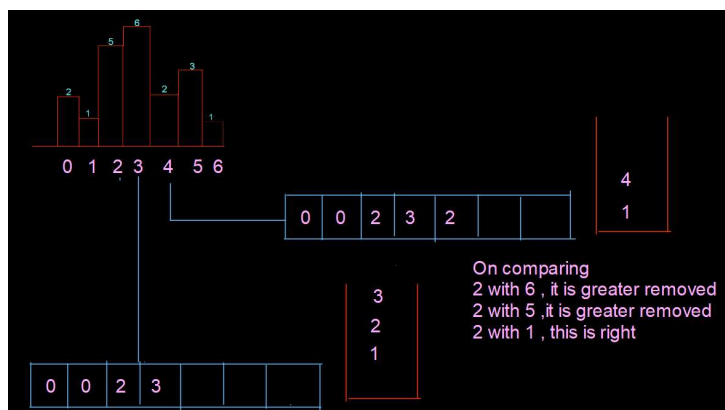 6
5
3
2
2
1
1
0 1 2 3 4 5 6
4
0 0 2 3 2
1
On comparing
2 with 6 , it is greater removed
2 with 5 ,it is greater removed
2 with 1 , this is right
3
2
1
0 0 2 3